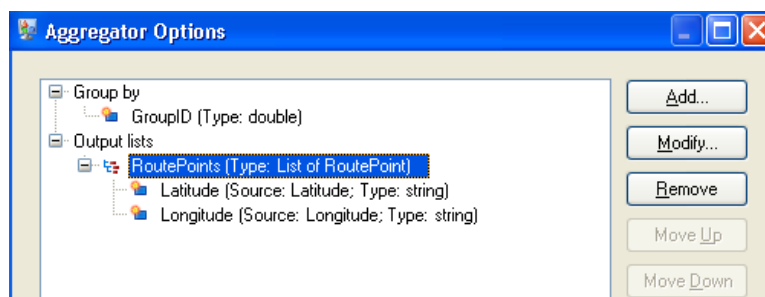 Aggregator Options
Group by
GroupID (Type: double)
Output lists
RoutePoints (Type: List of RoutePoint)
Latitude (Source: Latitude; Type: string)
Longitude (Source: Longitude; Type: string)
Add...
Modify...
Remove
Move Up
Move Down